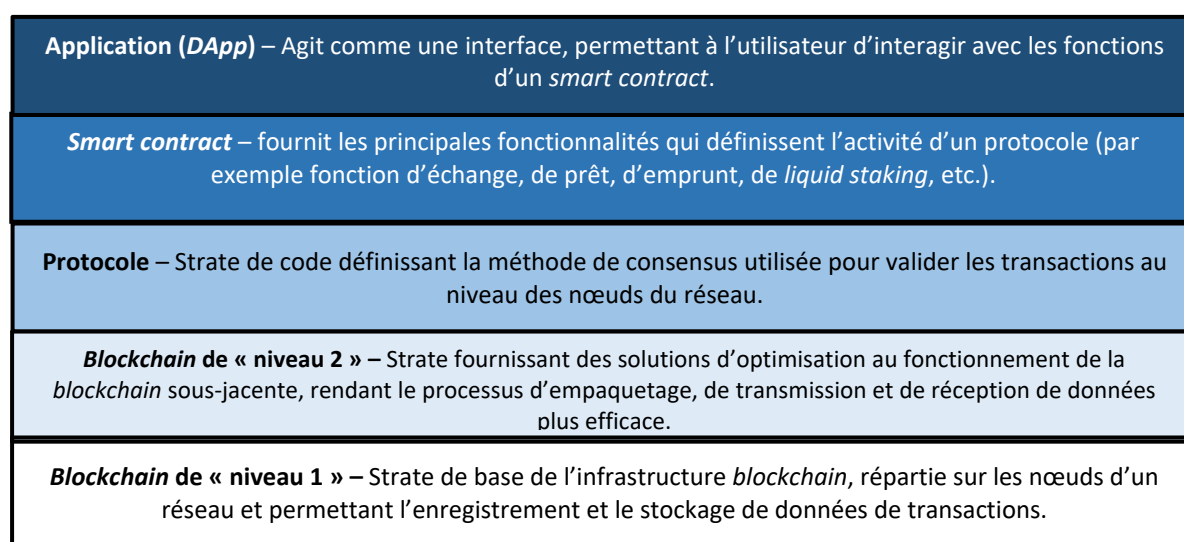 Application (DApp) – Agit comme une interface, permettant à l’utilisateur d’interagir avec les fonctions
d’un smart contract.
Smart contract – fournit les principales fonctionnalités qui définissent l’activité d’un protocole (par
exemple fonction d’échange, de prêt, d’emprunt, de liquid staking, etc.).
Protocole – Strate de code définissant la méthode de consensus utilisée pour valider les transactions au
niveau des nœuds du réseau.
Blockchain de « niveau 2 » – Strate fournissant des solutions d’optimisation au fonctionnement de la
blockchain sous-jacente, rendant le processus d’empaquetage, de transmission et de réception de données
plus efficace.
Blockchain de « niveau 1 » – Strate de base de l’infrastructure blockchain, répartie sur les nœuds d’un
réseau et permettant l’enregistrement et le stockage de données de transactions.